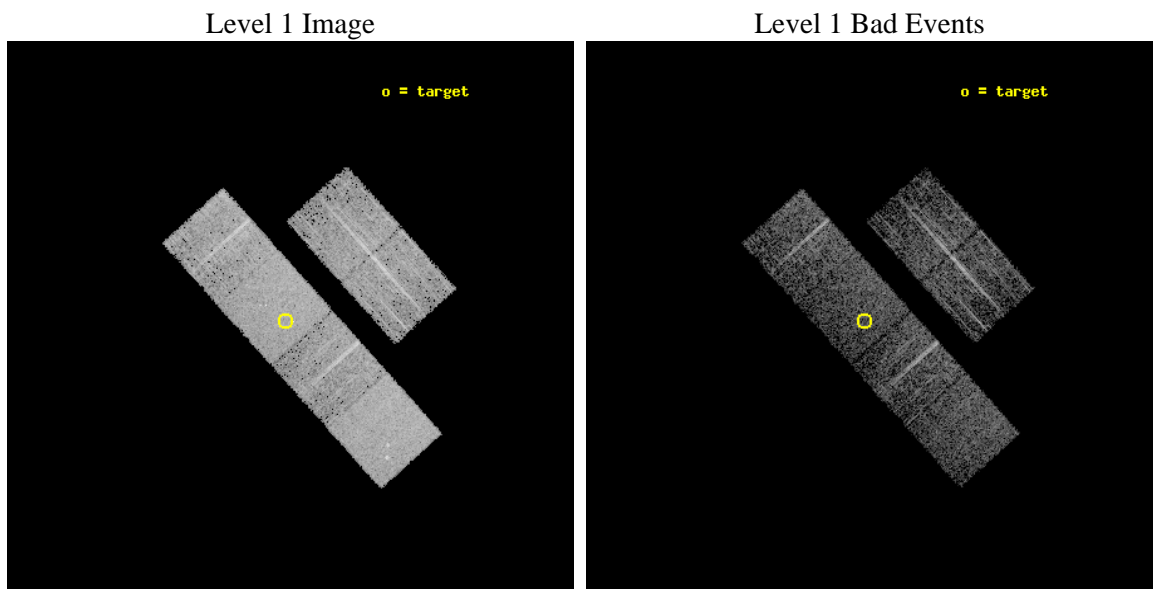 Level 1 Image
Level 1 Bad Events
o = target
o = target